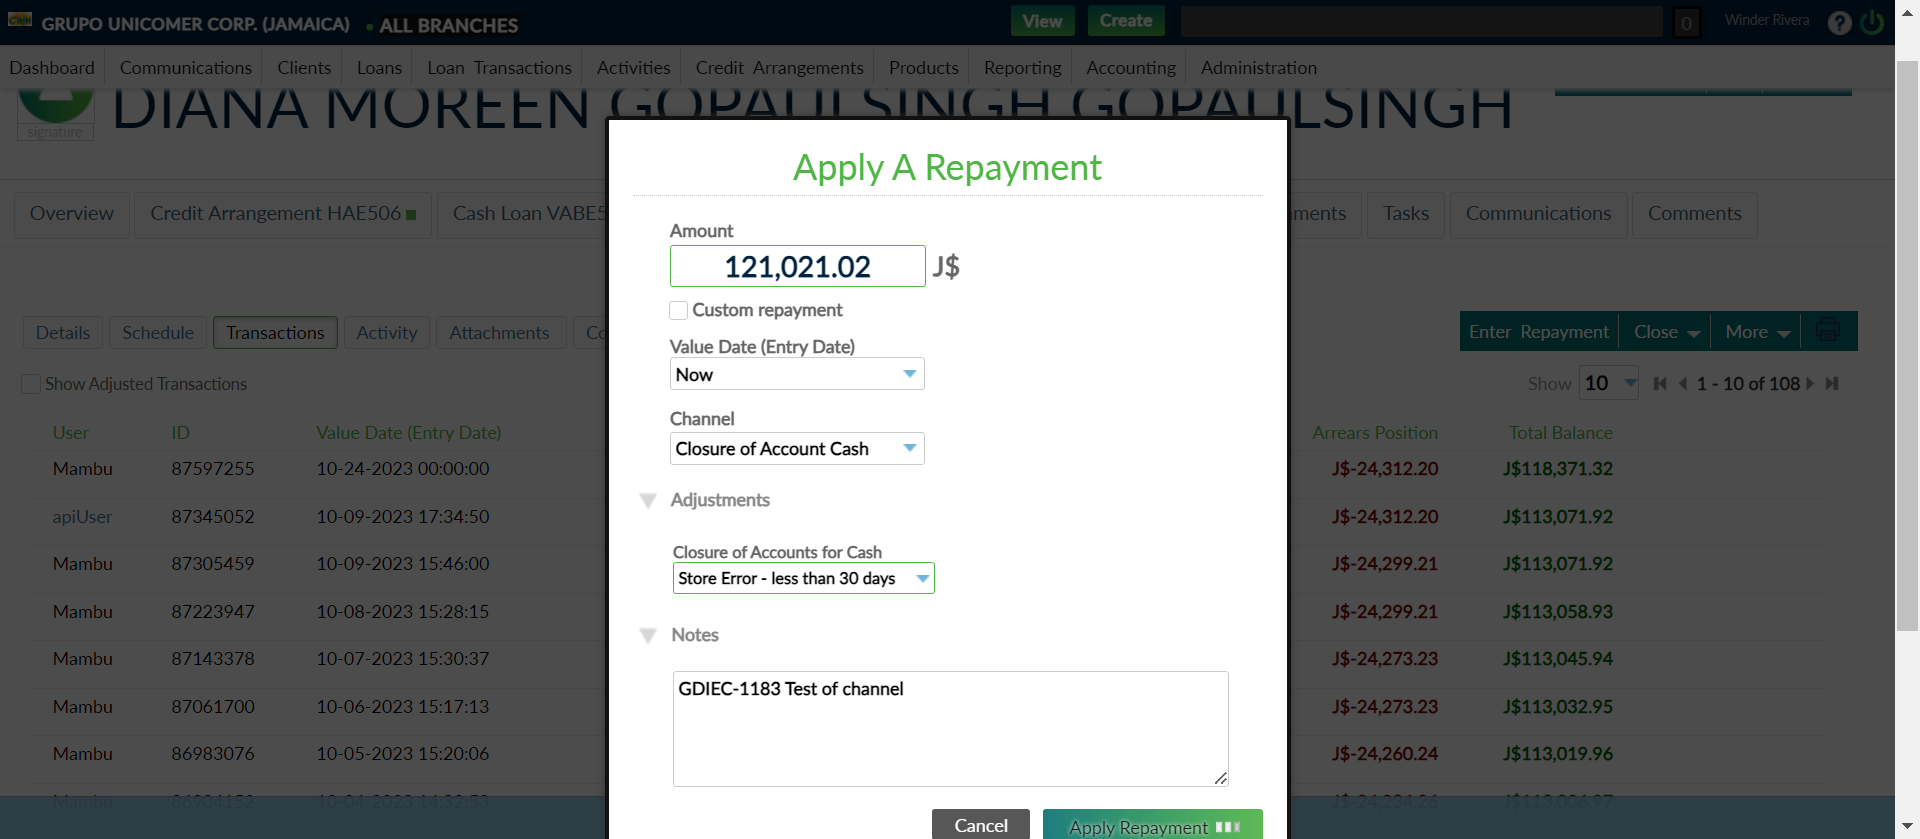 GRUPO UNICOMER CORP. (JAMAICA) ALL BRANCHES View Create 0 Winder Rivera ?
Dashboard Communications Clients Loans Loan Transactions Activities Credit Arrangements Products Reporting Accounting Administration
DIANA MOREEN GOPAULSINGH GOPAULSINGH
signature
Apply A Repayment
Overview Credit Arrangement HAE506 Cash Loan VABE5 Tasks Communications Comments
Amount
121,021.02 J$
Custom repayment
Details Schedule Transactions Activity Attachments Enter Repayment Close More
Value Date (Entry Date)
Now
Show Adjusted Transactions Show 10 1 - 10 of 108
Channel
Closure of Account Cash
User ID Value Date (Entry Date) Arrears Position Total Balance
Mambu 87597255 10-24-2023 00:00:00 J$-24,312.20 J$118,371.32
Adjustments
apiUser 87345052 10-09-2023 17:34:50 J$-24,312.20 J$113,071.92
Closure of Accounts for Cash
Mambu 87305459 10-09-2023 15:46:00 J$-24,299.21 J$113,071.92
Store Error - less than 30 days
Mambu 87223947 10-08-2023 15:28:15 J$-24,299.21 J$113,058.93
Notes
Mambu 87143378 10-07-2023 15:30:37 J$-24,273.23 J$113,045.94
GDIEC-1183 Test of channel
Mambu 87061700 10-06-2023 15:17:13 J$-24,273.23 J$113,032.95
Mambu 86983076 10-05-2023 15:20:06 J$-24,260.24 J$113,019.96
Mambu 86904152 10-04-2023 14:32:53 J$-24,234.26 J$113,006.97
Cancel Apply Repayment